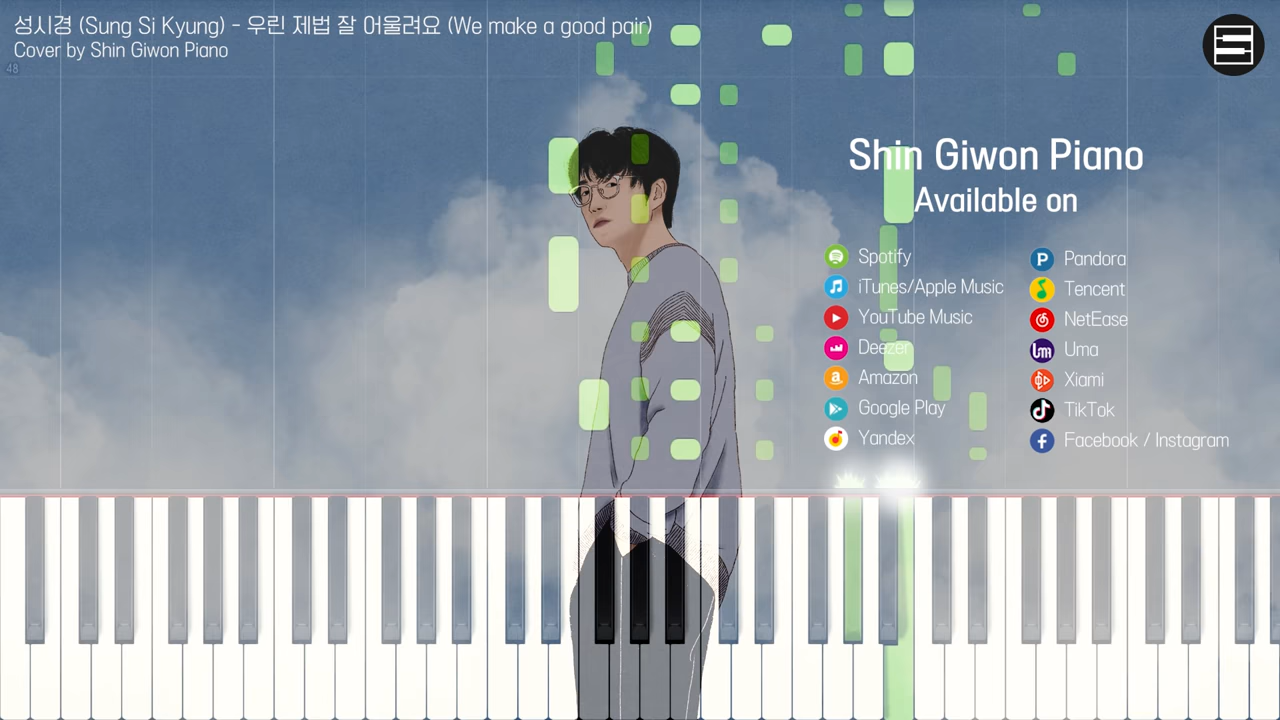 성시경 (Sung Si Kyung) - 우린 제법 잘 어울려요 (We make a good pair)
Cover by Shin Giwon Piano
48
Shin Giwon Piano
Available on
Spotify
iTunes/Apple Music
YouTube Music
Deezer
Amazon
Google Play
Yandex
Pandora
Tencent
NetEase
Uma
Xiami
TikTok
Facebook / Instagram